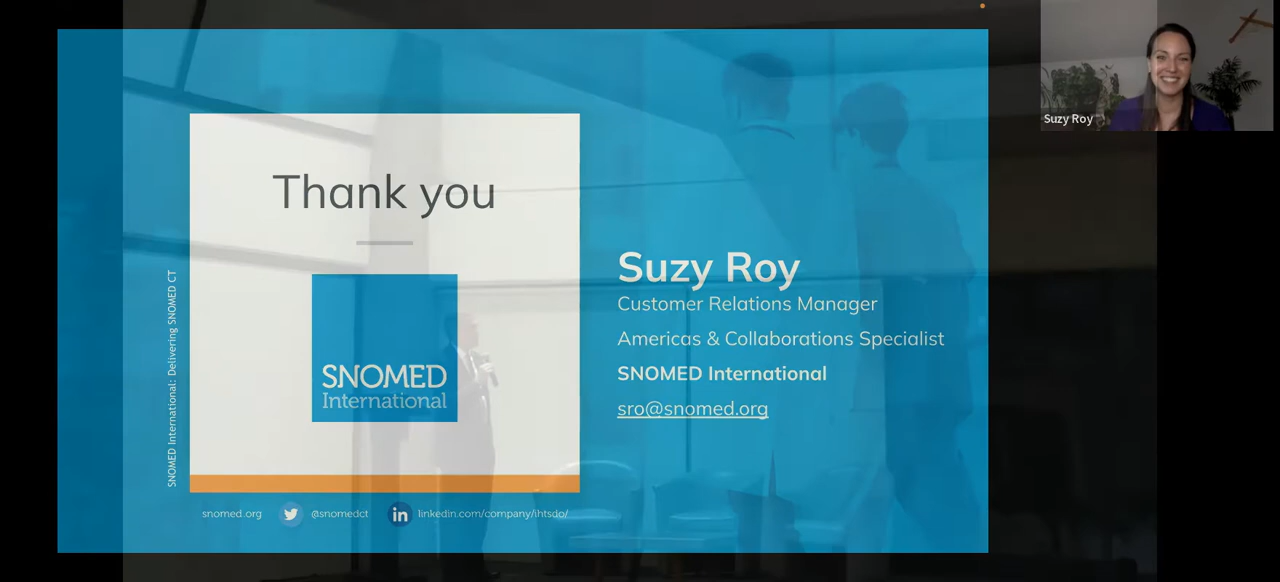 Thank you
SNOMED
International
SNOMED International: Delivering SNOMED CT
snomed.org
@snomedct
in
linkedin.com/company/ihtsdo/
Suzy Roy
Customer Relations Manager
Americas & Collaborations Specialist
SNOMED International
sro@snomed.org
Suzy Roy